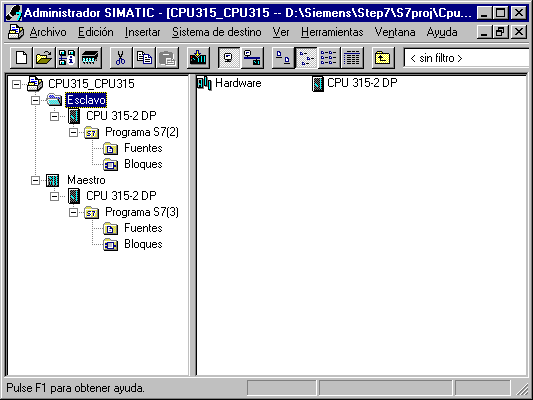 Administrador SIMATIC - [CPU315_CPU315 -- D:\Siemens\Step7\S7proj\Cpu...
Archivo Edición Insertar Sistema de destino Ver Herramientas Ventana Ayuda
< sin filtro >
CPU315_CPU315
Esclavo
CPU 315-2 DP
Programa S7(2)
Fuentes
Bloques
Maestro
CPU 315-2 DP
Programa S7(3)
Fuentes
Bloques
Hardware CPU 315-2 DP
Pulse F1 para obtener ayuda.